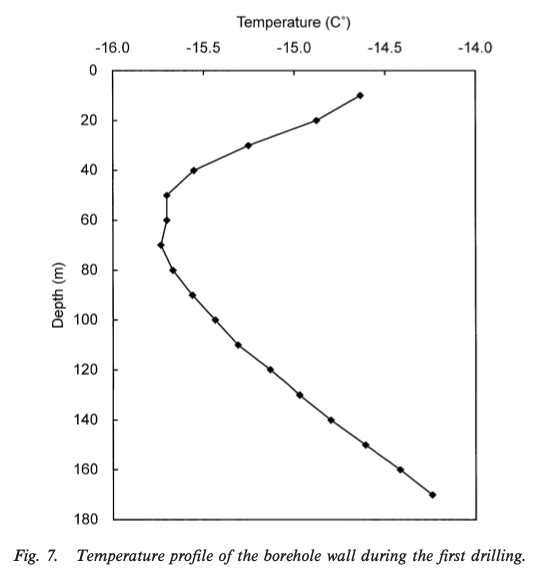 Temperature (C°)
-16.0 -15.5 -15.0 -14.5 -14.0
0
20
40
60
80
100
120
140
160
180
Depth (m)
Fig. 7. Temperature profile of the borehole wall during the first drilling.